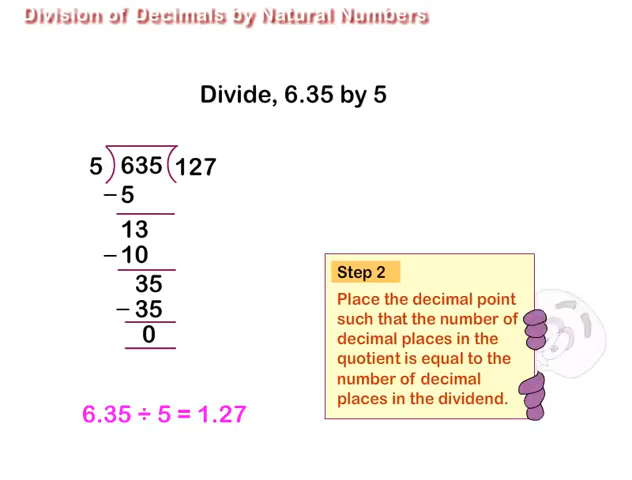 Division of Decimals by Natural Numbers
Divide, 6.35 by 5
5 ) 635 ( 127
− 5
13
− 10
35
− 35
0
Step 2
Place the decimal point
such that the number of
decimal places in the
quotient is equal to the
number of decimal
places in the dividend.
6.35 ÷ 5 = 1.27